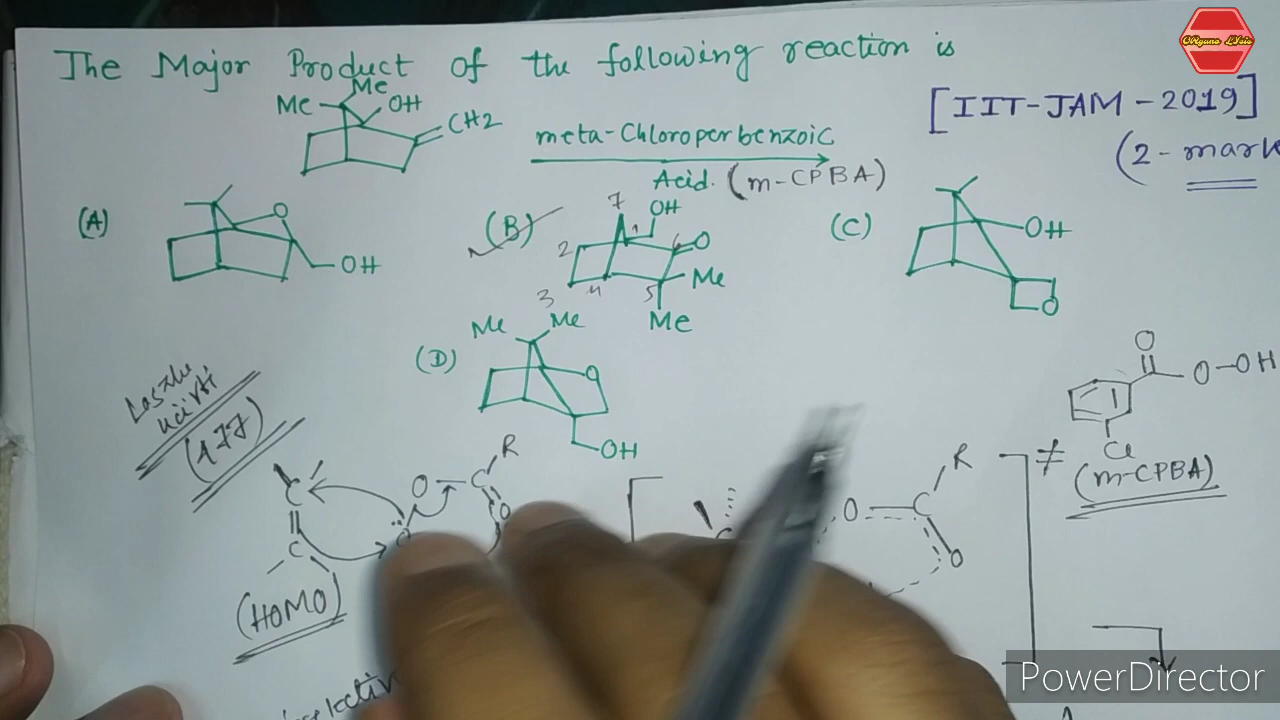 The Major Product of the following reaction is
ORgano LYsis
[IIT-JAM-2019]
(2-mark
Me
Me
OH
CH2
meta-Chloroperbenzoic
Acid. (m-CPBA)
(A)
O
OH
(B)
7
OH
1
2
6
O
3
4
5
Me
Me
(C)
OH
O
(D)
Me
Me
O
OH
(177)
O
O-OH
Cl
(m-CPBA)
C
C
(HOMO)
O
C
R
O
O
O
C
R
O
≠
PowerDirector